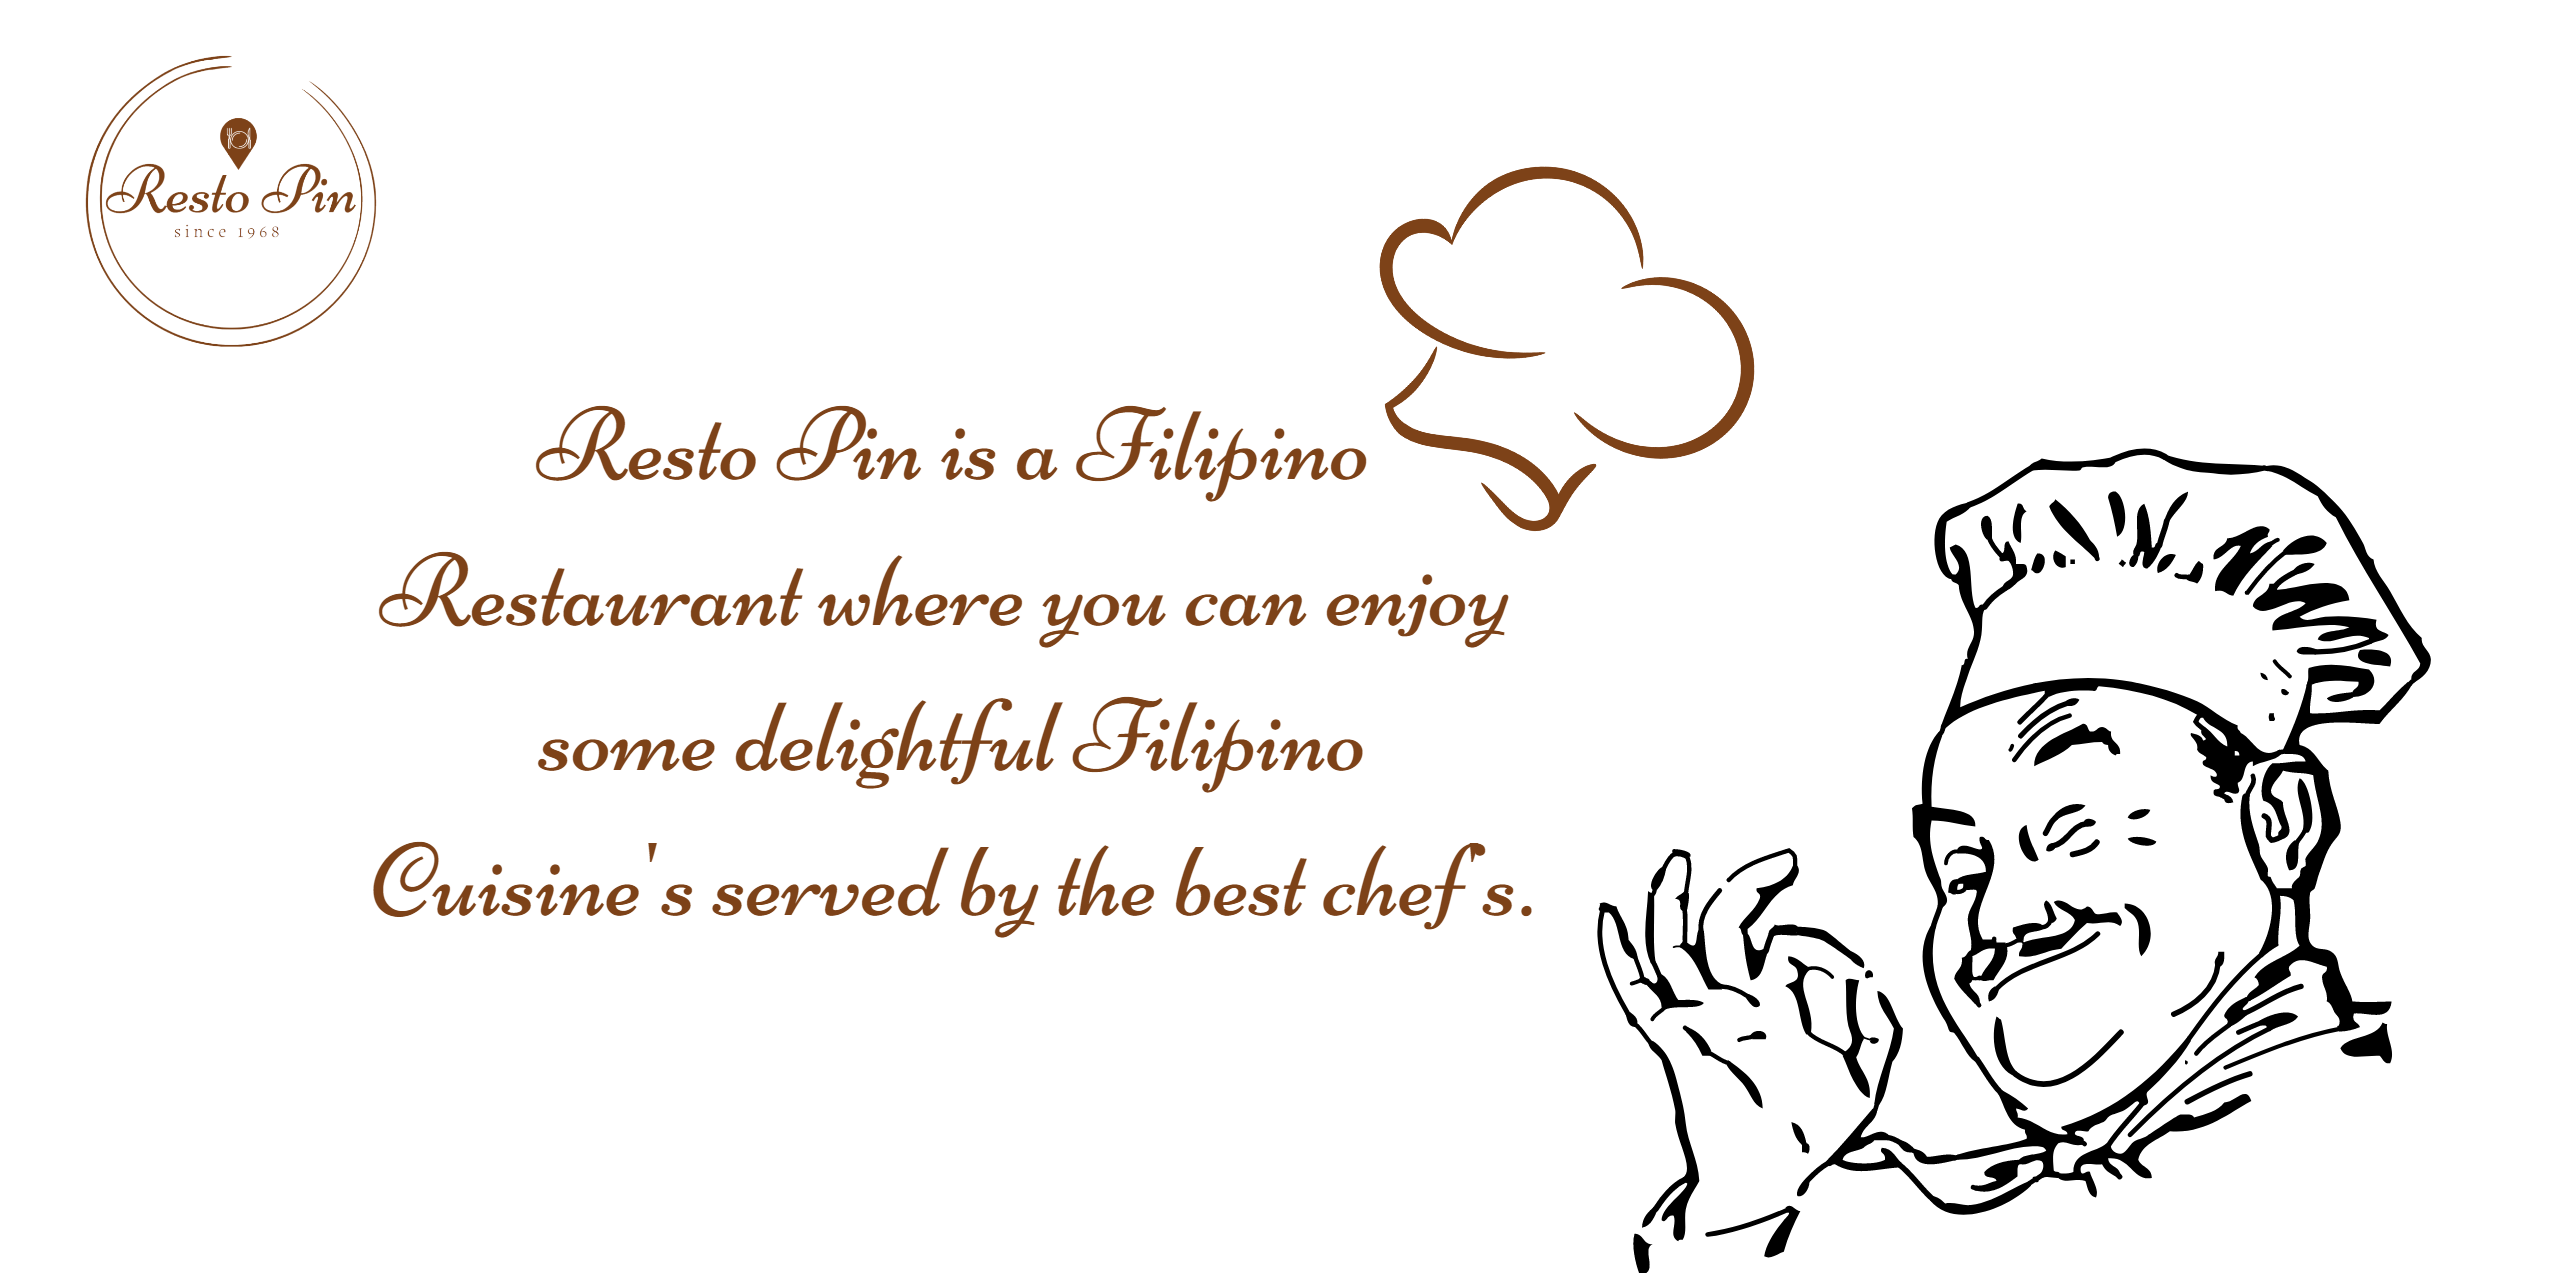 Resto Pin
since 1968
Resto Pin is a Filipino
Restaurant where you can enjoy
some delightful Filipino
Cuisine's served by the best chef's.